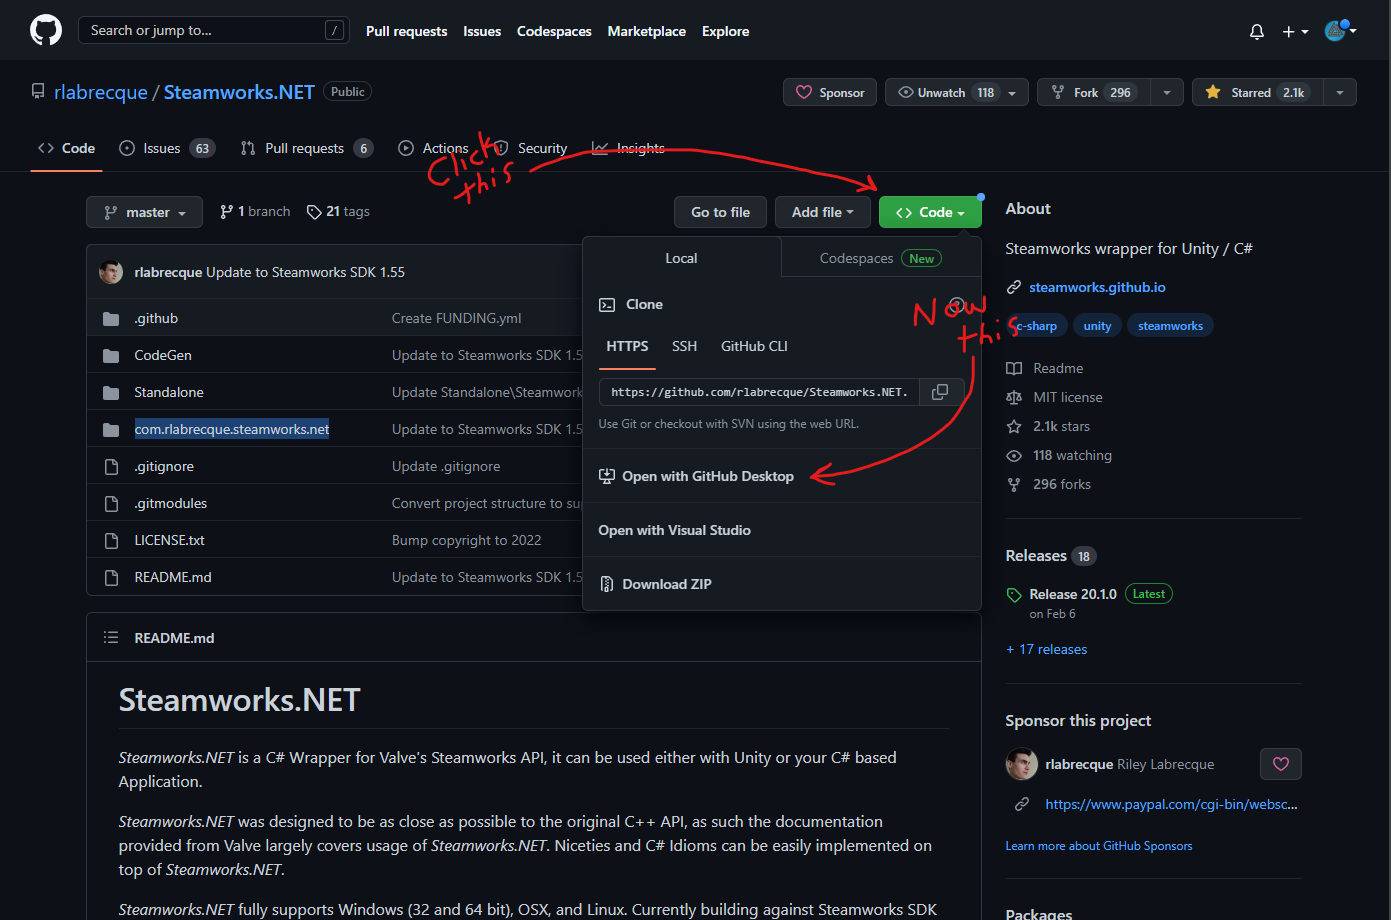 Search or jump to... /
Pull requests Issues Codespaces Marketplace Explore
rlabrecque / Steamworks.NET Public
Sponsor Unwatch 118 Fork 296 Starred 2.1k
Code Issues 63 Pull requests 6 Actions Security Insights
Click
this
master 1 branch 21 tags Go to file Add file Code
rlabrecque Update to Steamworks SDK 1.55
.github Create FUNDING.yml
CodeGen Update to Steamworks SDK 1.5
Standalone Update Standalone\Steamwork
com.rlabrecque.steamworks.net Update to Steamworks SDK 1.5
.gitignore Update .gitignore
.gitmodules Convert project structure to su
LICENSE.txt Bump copyright to 2022
README.md Update to Steamworks SDK 1.5
Local Codespaces New
Clone
Now
this
HTTPS SSH GitHub CLI
https://github.com/rlabrecque/Steamworks.NET.
Use Git or checkout with SVN using the web URL.
Open with GitHub Desktop
Open with Visual Studio
Download ZIP
README.md
Steamworks.NET
Steamworks.NET is a C# Wrapper for Valve's Steamworks API, it can be used either with Unity or your C# based
Application.
Steamworks.NET was designed to be as close as possible to the original C++ API, as such the documentation
provided from Valve largely covers usage of Steamworks.NET. Niceties and C# Idioms can be easily implemented on
top of Steamworks.NET.
Steamworks.NET fully supports Windows (32 and 64 bit), OSX, and Linux. Currently building against Steamworks SDK
About
Steamworks wrapper for Unity / C#
steamworks.github.io
c-sharp unity steamworks
Readme
MIT license
2.1k stars
118 watching
296 forks
Releases 18
Release 20.1.0 Latest
on Feb 6
+ 17 releases
Sponsor this project
rlabrecque Riley Labrecque
https://www.paypal.com/cgi-bin/websc...
Learn more about GitHub Sponsors
Packages